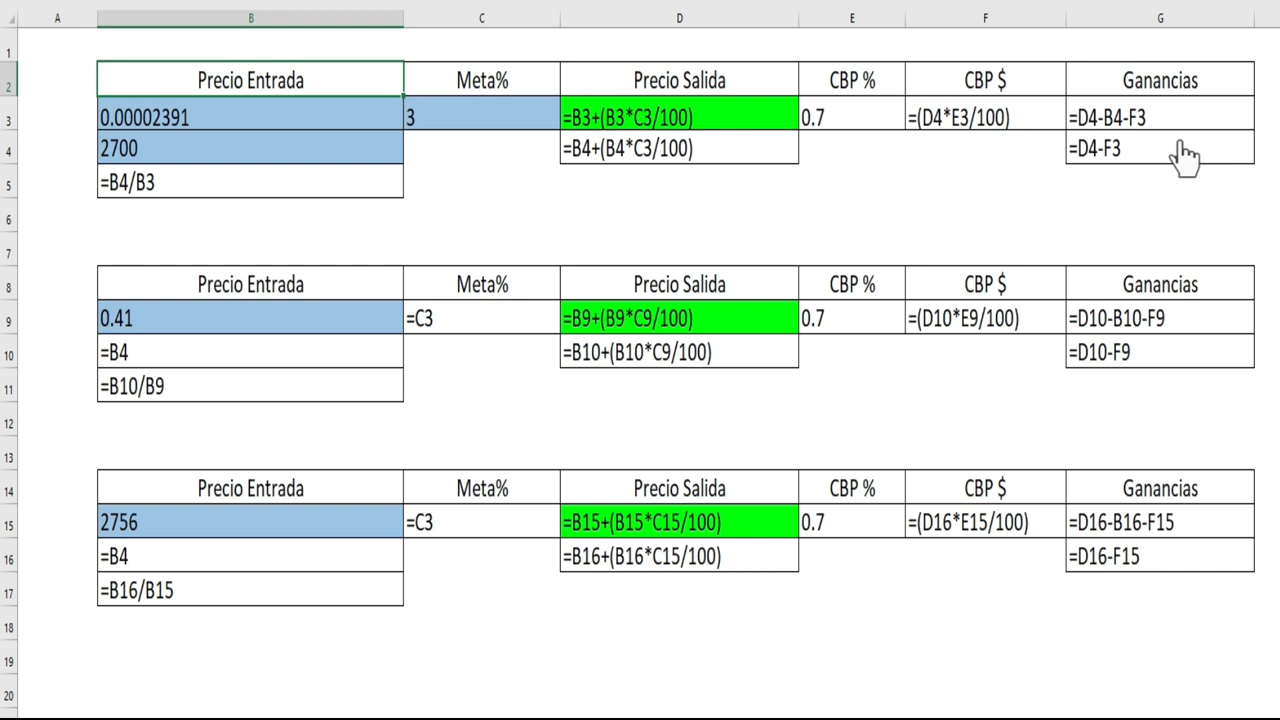 A B C D E F G
1
2 Precio Entrada Meta% Precio Salida CBP % CBP $ Ganancias
3 0.00002391 3 =B3+(B3*C3/100) 0.7 =(D4*E3/100) =D4-B4-F3
4 2700 =B4+(B4*C3/100) =D4-F3
5 =B4/B3
6
7
8 Precio Entrada Meta% Precio Salida CBP % CBP $ Ganancias
9 0.41 =C3 =B9+(B9*C9/100) 0.7 =(D10*E9/100) =D10-B10-F9
10 =B4 =B10+(B10*C9/100) =D10-F9
11 =B10/B9
12
13
14 Precio Entrada Meta% Precio Salida CBP % CBP $ Ganancias
15 2756 =C3 =B15+(B15*C15/100) 0.7 =(D16*E15/100) =D16-B16-F15
16 =B4 =B16+(B16*C15/100) =D16-F15
17 =B16/B15
18
19
20